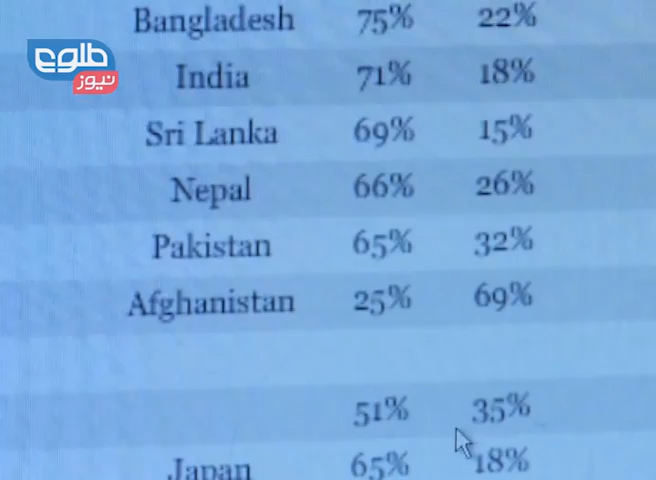 Bangladesh 75% 22%
طلوع
نیوز
India 71% 18%
Sri Lanka 69% 15%
Nepal 66% 26%
Pakistan 65% 32%
Afghanistan 25% 69%
51% 35%
Japan 65% 18%